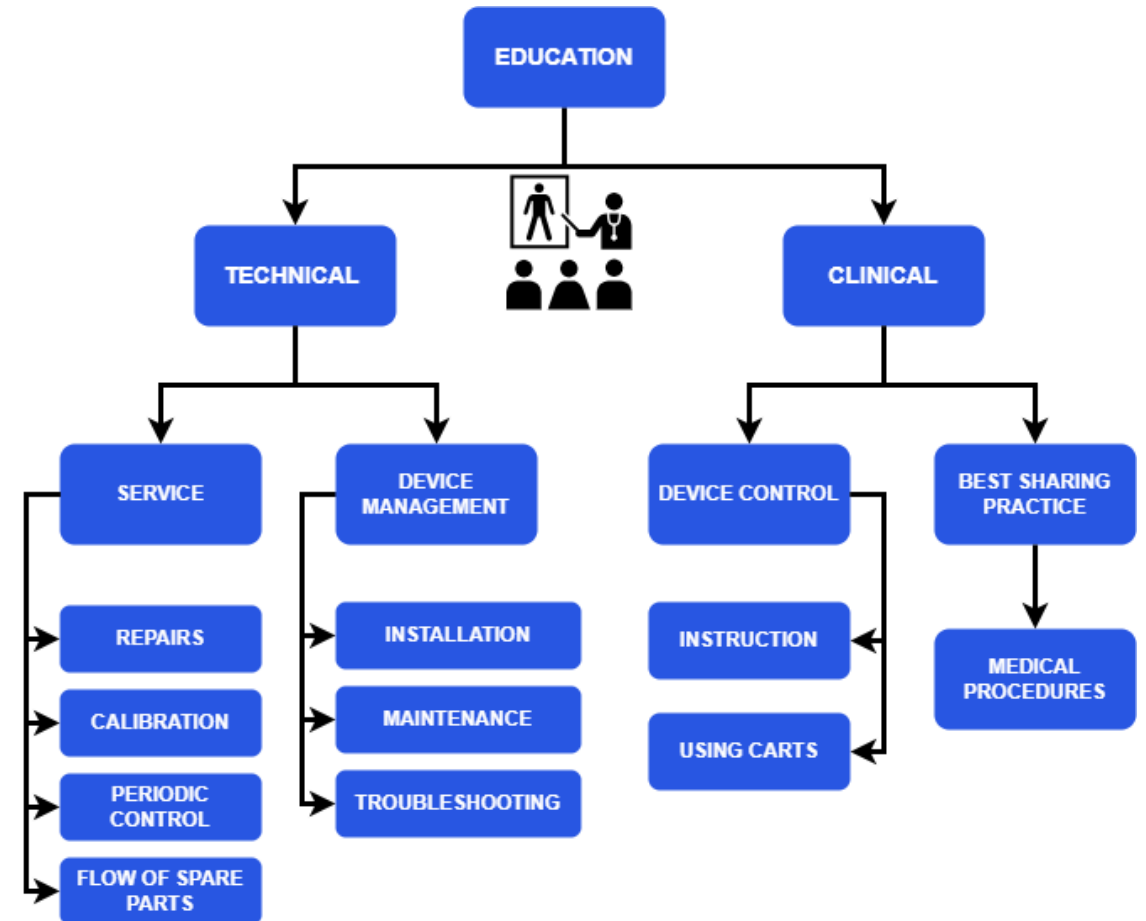 EDUCATION
TECHNICAL
CLINICAL
SERVICE
DEVICE
MANAGEMENT
DEVICE CONTROL
BEST SHARING
PRACTICE
REPAIRS
CALIBRATION
PERIODIC
CONTROL
FLOW OF SPARE
PARTS
INSTALLATION
MAINTENANCE
TROUBLESHOOTING
INSTRUCTION
USING CARTS
MEDICAL
PROCEDURES